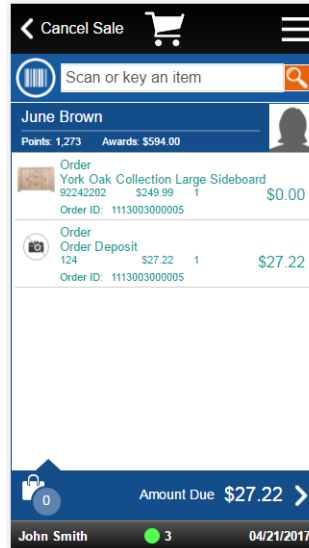 Cancel Sale
Scan or key an item
June Brown
Points: 1,273 Awards: $594.00
Order
York Oak Collection Large Sideboard
92242202 $249.99 1 $0.00
Order ID: 1113003000005
Order
Order Deposit
124 $27.22 1 $27.22
Order ID: 1113003000005
0 Amount Due $27.22
John Smith 3 04/21/2017